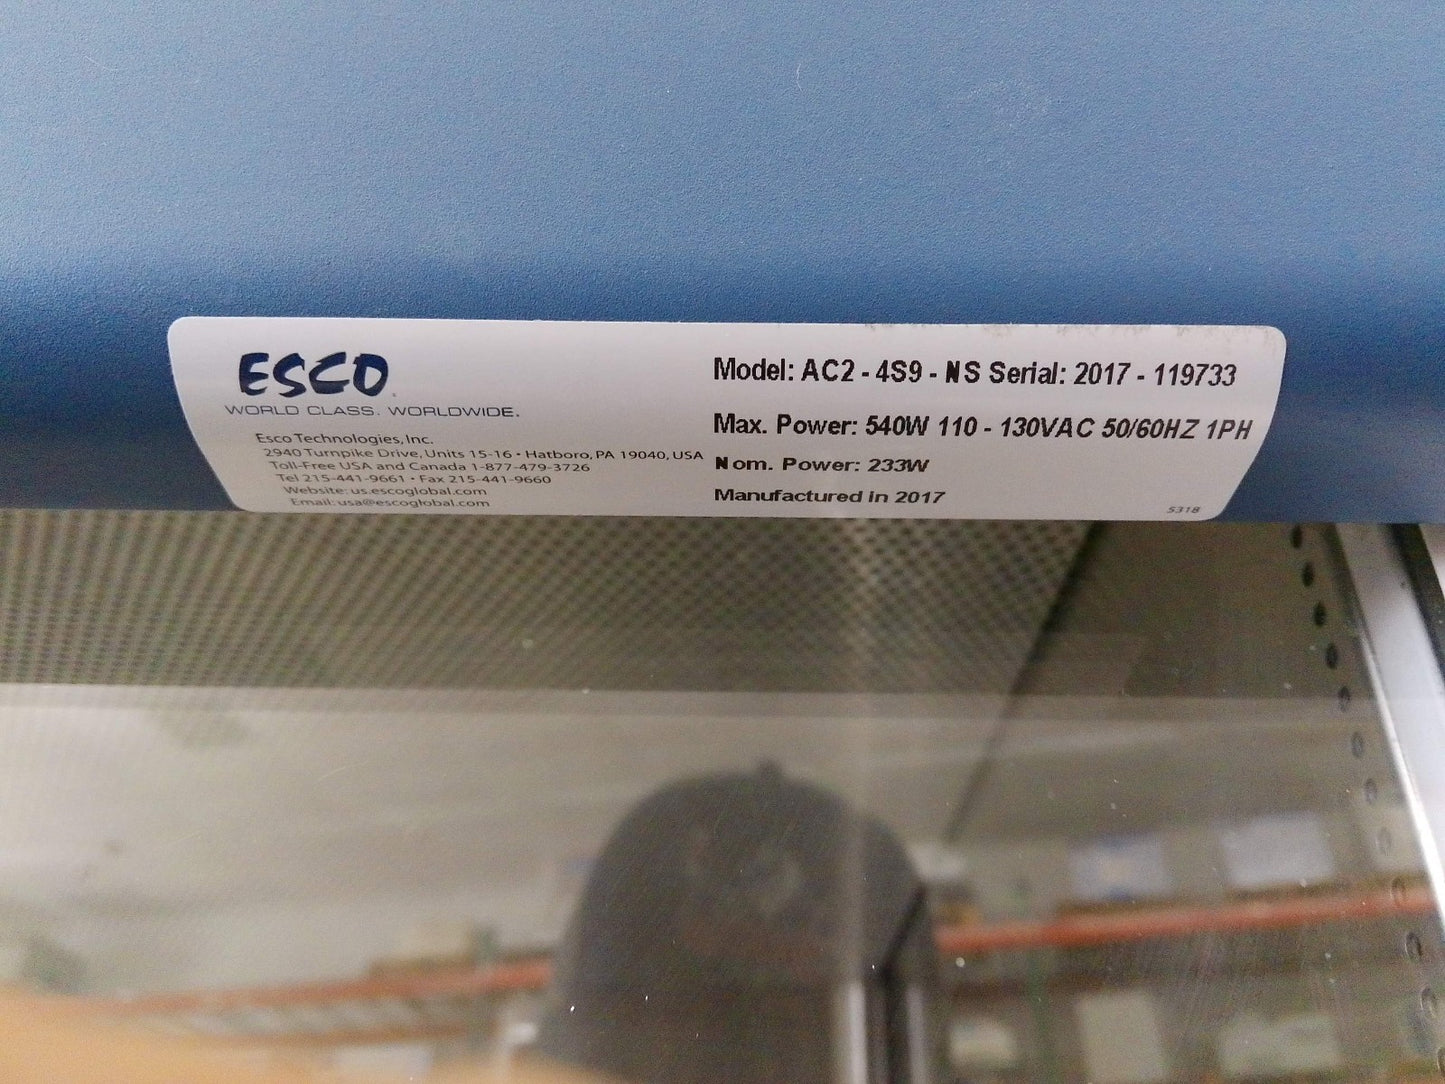 ESCO
WORLD CLASS. WORLDWIDE.
Esco Technologies, Inc.
2940 Turnpike Drive, Units 15-16 • Hatboro, PA 19040, USA
Toll-Free USA and Canada 1-877-479-3726
Tel 215-441-9661 • Fax 215-441-9660
Website: us.escoglobal.com
Email: usa@escoglobal.com
Model: AC2 - 4S9 - NS Serial: 2017 - 119733
Max. Power: 540W 110 - 130VAC 50/60HZ 1PH
Nom. Power: 233W
Manufactured in 2017
5318